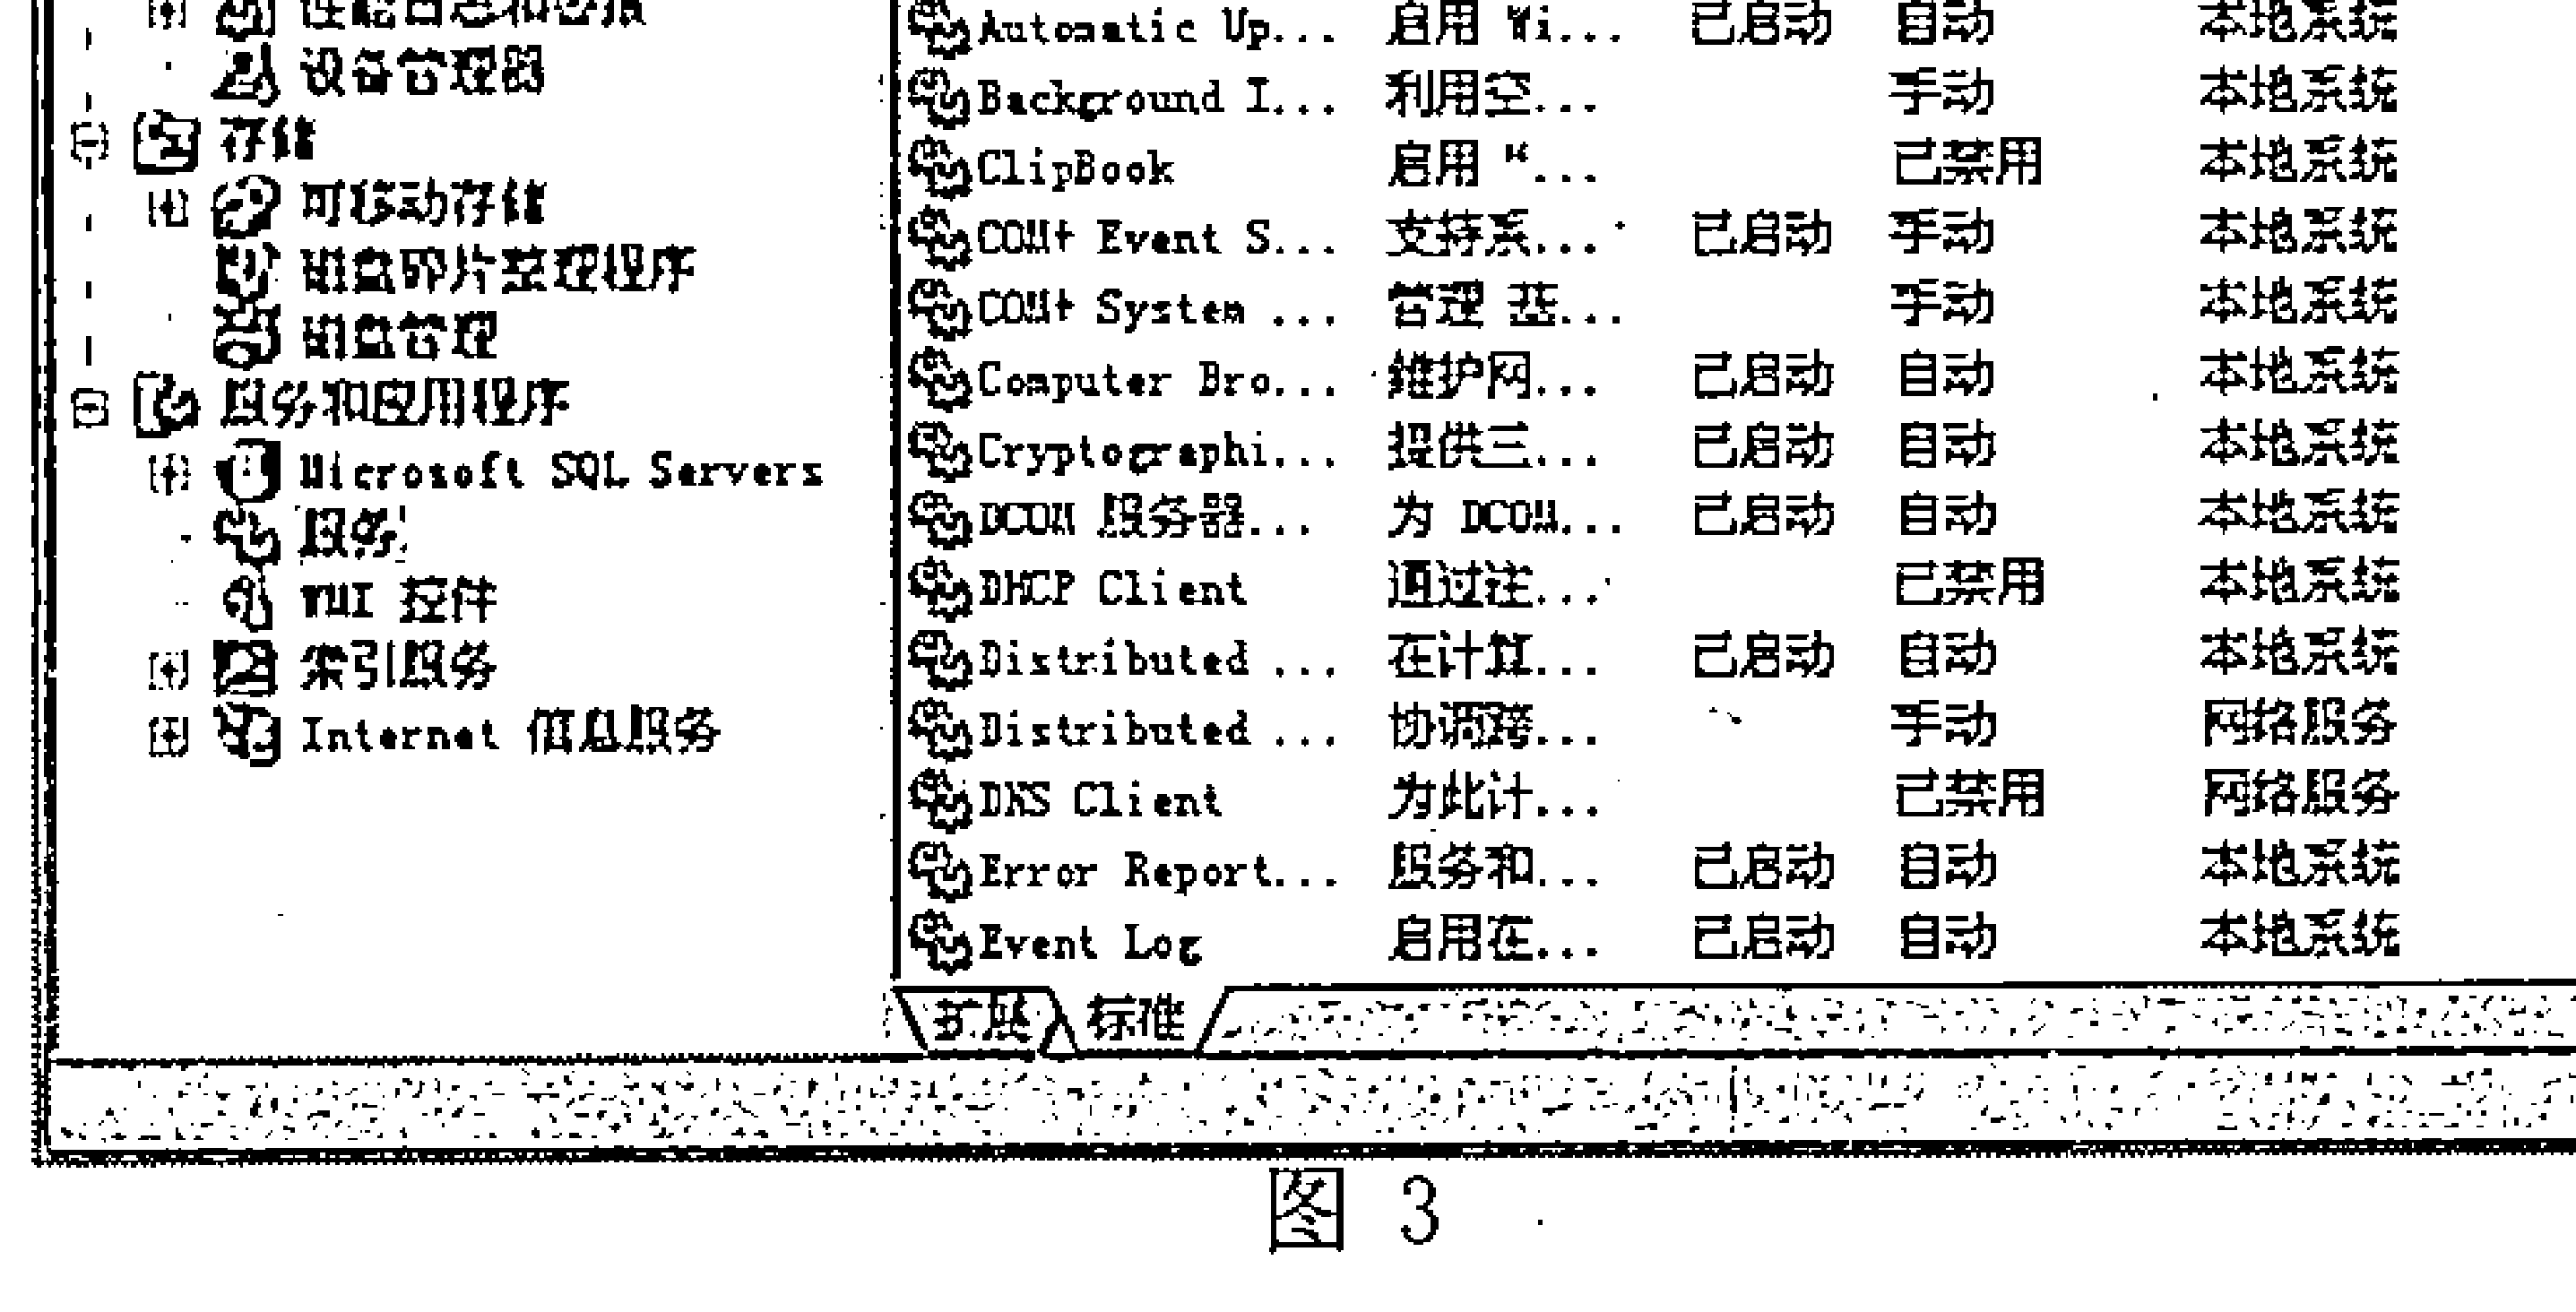 性能日志和警报
设备管理器
存储
可移动存储
磁盘碎片整理程序
磁盘管理
服务和应用程序
Microsoft SQL Servers
服务
WMI 控件
索引服务
Internet 信息服务
Automatic Up... 启用 Wi... 已启动 自动 本地系统
Background I... 利用空... 手动 本地系统
ClipBook 启用 “... 已禁用 本地系统
COM+ Event S... 支持系... 已启动 手动 本地系统
COM+ System ... 管理 基... 手动 本地系统
Computer Bro... 维护网... 已启动 自动 本地系统
Cryptographi... 提供三... 已启动 自动 本地系统
DCOM 服务器... 为 DCOM... 已启动 自动 本地系统
DHCP Client 通过注... 已禁用 本地系统
Distributed ... 在计算... 已启动 自动 本地系统
Distributed ... 协调跨... 手动 网络服务
DNS Client 为此计... 已禁用 网络服务
Error Report... 服务和... 已启动 自动 本地系统
Event Log 启用在... 已启动 自动 本地系统
扩展 标准
图 3